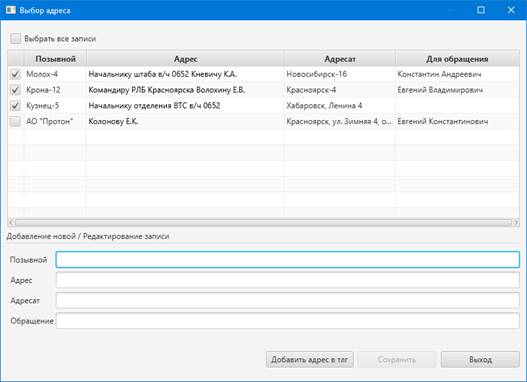 Выбор адреса
Выбрать все записи
Позывной Адрес Адресат Для обращения
Молох-4 Начальнику штаба в/ч 0652 Кневичу К.А. Новосибирск-16 Константин Андреевич
Крона-12 Командиру РЛБ Красноярска Волохину Е.В. Красноярск-4 Евгений Владимирович
Кузнец-5 Начальнику отделения ВТС в/ч 0652 Хабаровск, Ленина 4
АО "Протон" Колонову Е.К. Красноярск, ул. Зимняя 4, о... Евгений Константинович
Добавление новой / Редактирование записи
Позывной
Адрес
Адресат
Обращение
Добавить адрес в тлг Сохранить Выход